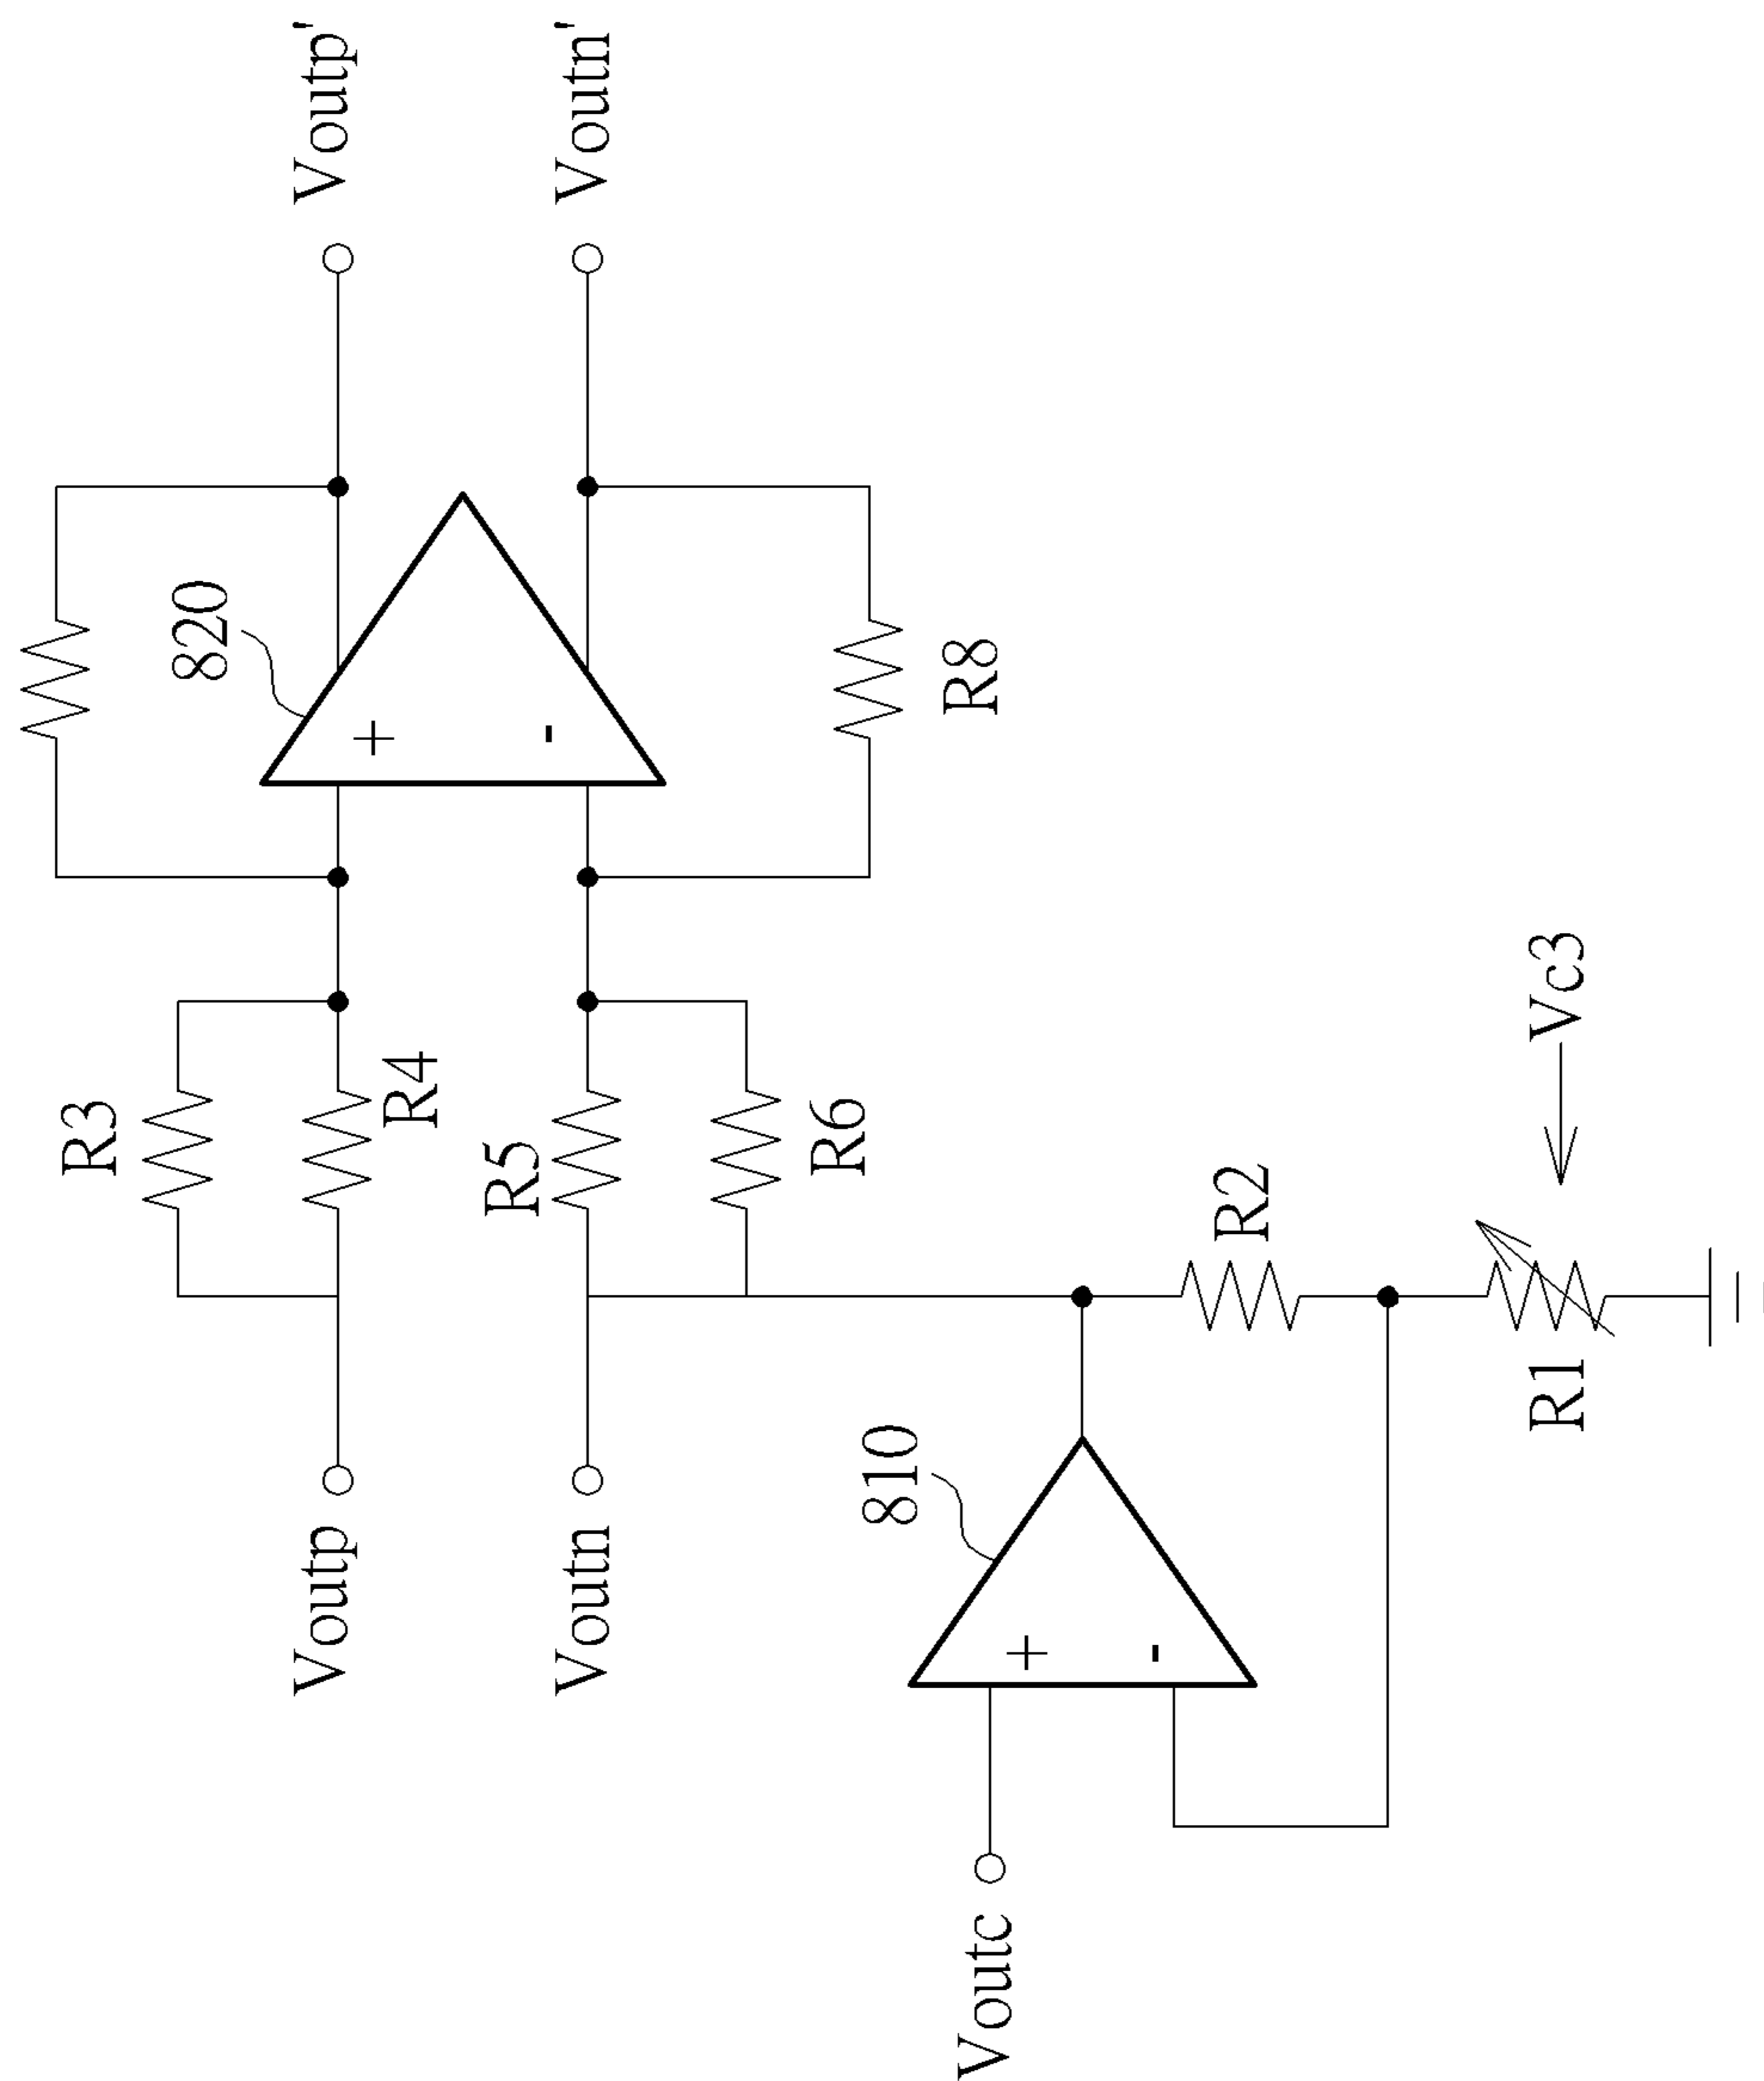 820
Voutp'
Voutn'
R3
R4
R5
R6
R8
Voutp
Voutn
+
-
810
R2
Vc3
R1
Voutc
+
-